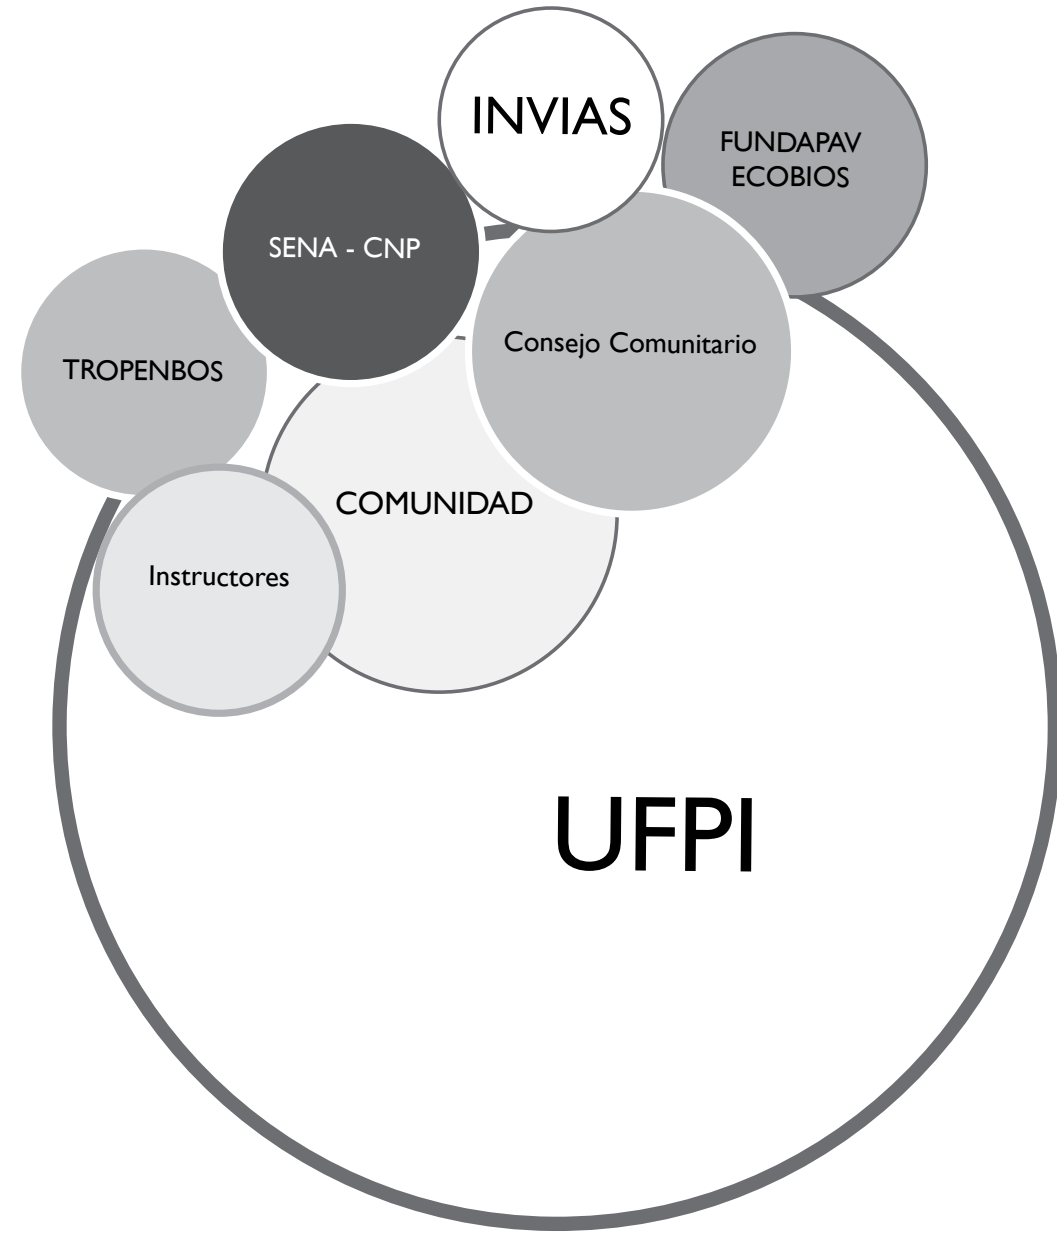 INVIAS
FUNDAPAV
ECOBIOS
SENA - CNP
Consejo Comunitario
TROPENBOS
COMUNIDAD
Instructores
UFPI